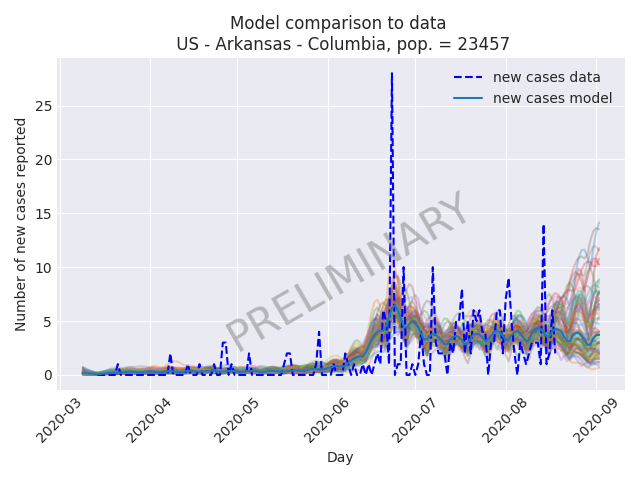 Model comparison to data
US - Arkansas - Columbia, pop. = 23457
new cases data
new cases model
Number of new cases reported
25
20
15
10
5
0
PRELIMINARY
2020-03
2020-04
2020-05
2020-06
2020-07
2020-08
2020-09
Day